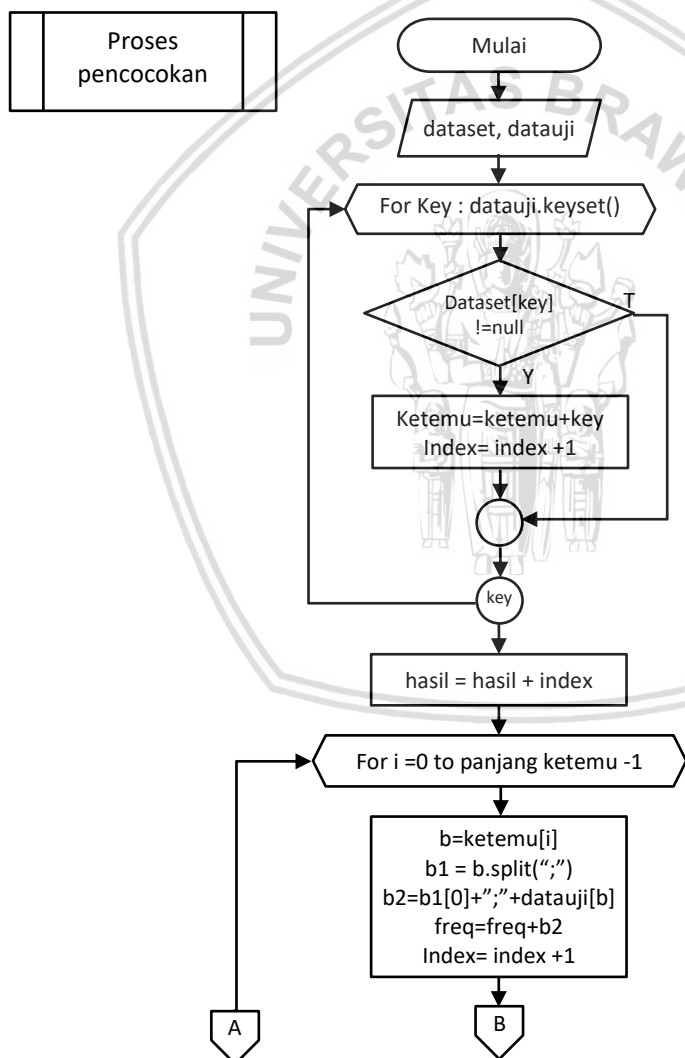 Proses
pencocokan
Mulai
UNIVERSITAS BRAW
dataset, datauji
For Key : datauji.keyset()
Dataset[key]
!=null
T
Y
Ketemu=ketemu+key
Index= index +1
key
hasil = hasil + index
For i =0 to panjang ketemu -1
b=ketemu[i]
b1 = b.split(“;”)
b2=b1[0]+”;”+datauji[b]
freq=freq+b2
Index= index +1
A
B